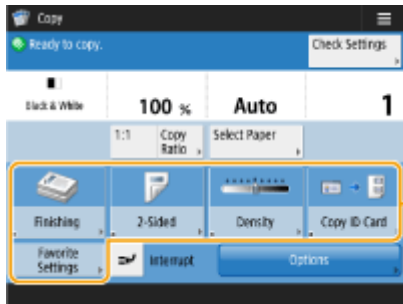 Copy
Ready to copy.
Check Settings
Black & White
100 %
Auto
1
1:1
Copy
Ratio
Select Paper
Finishing
2-Sided
Density
Copy ID Card
Favorite
Settings
Interrupt
Options